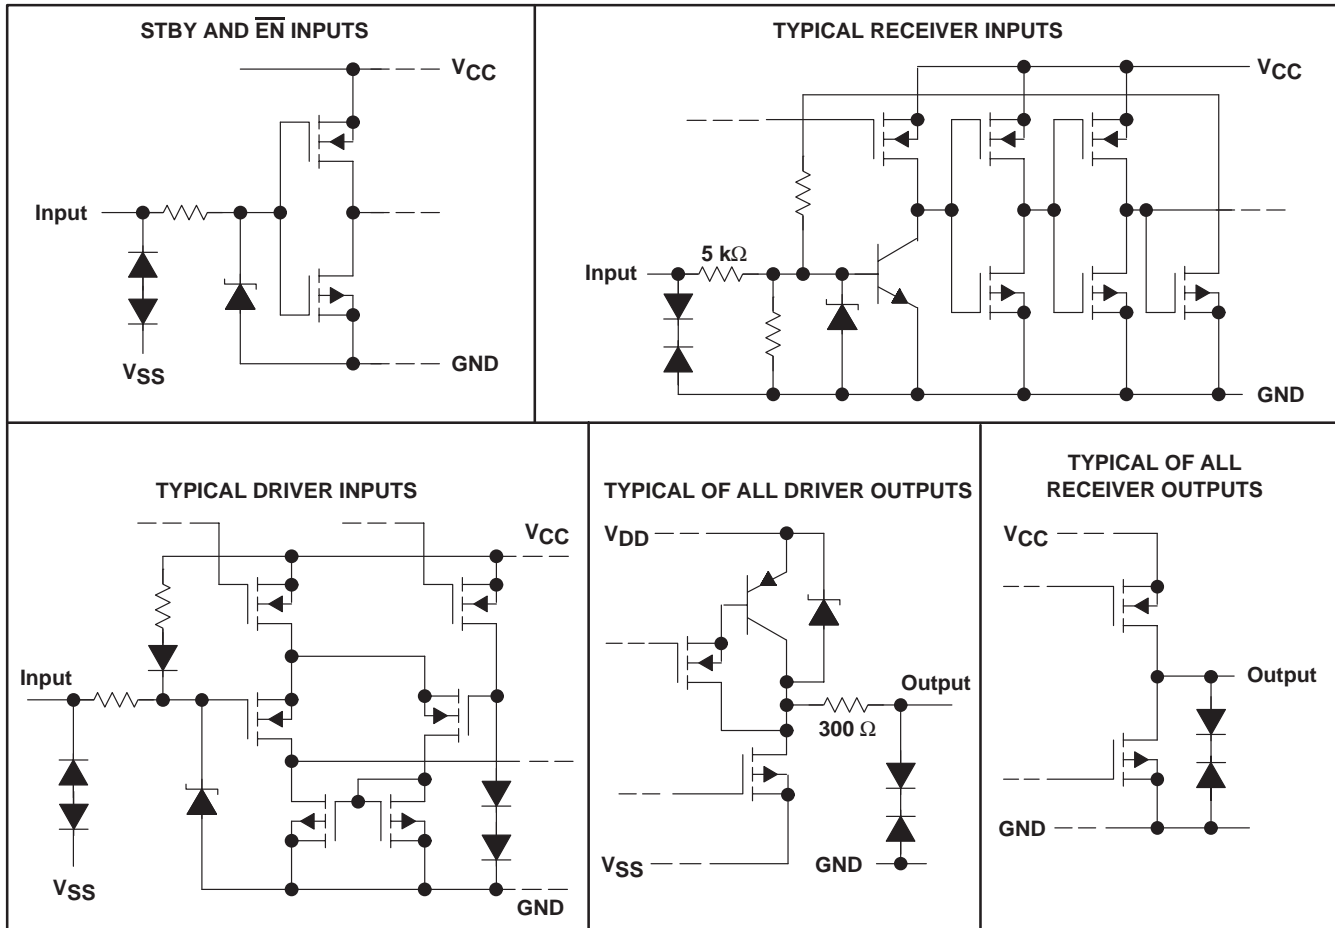 STBY AND EN INPUTS
VCC
Input
VSS
GND
TYPICAL RECEIVER INPUTS
VCC
5 kΩ
Input
GND
TYPICAL DRIVER INPUTS
VCC
Input
VSS
GND
TYPICAL OF ALL DRIVER OUTPUTS
VDD
Output
300 Ω
VSS
GND
TYPICAL OF ALL
RECEIVER OUTPUTS
VCC
Output
GND